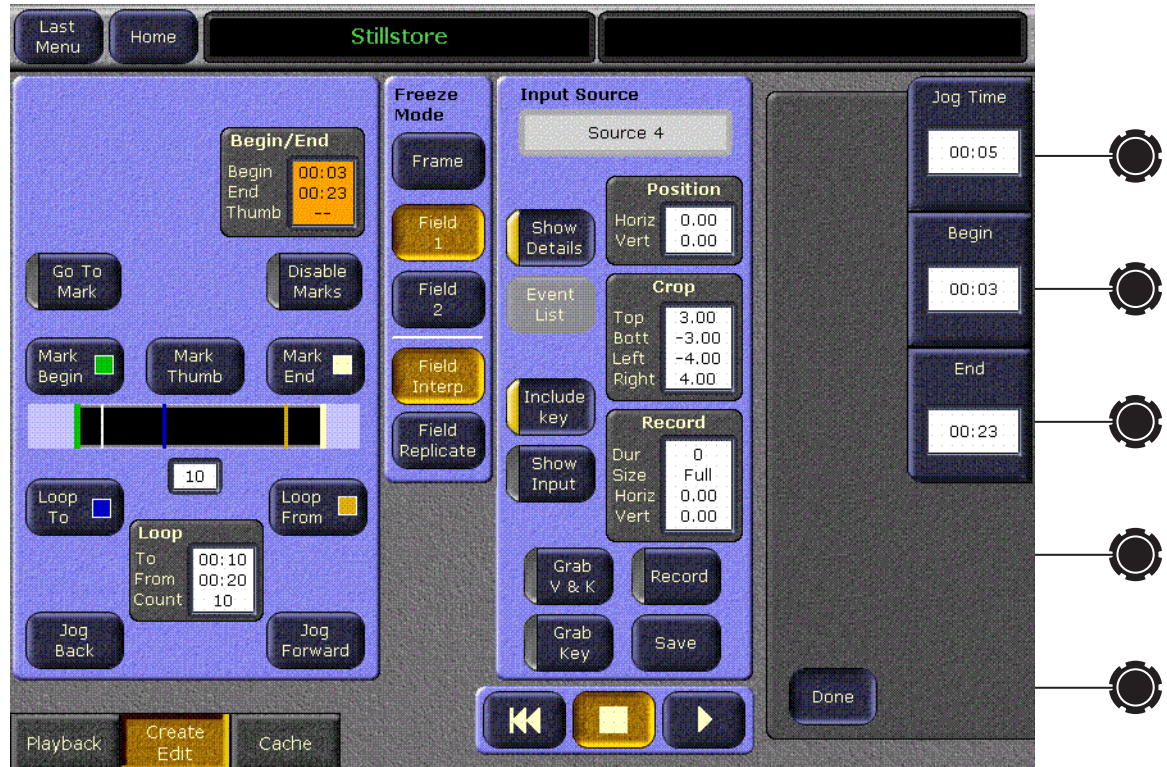 Last
Menu
Home
Stillstore
Begin/End
Begin 00:03
End 00:23
Thumb --
Go To
Mark
Disable
Marks
Mark
Begin
Mark
Thumb
Mark
End
10
Loop
To
Loop
From
Loop
To 00:10
From 00:20
Count 10
Jog
Back
Jog
Forward
Freeze
Mode
Frame
Field
1
Field
2
Field
Interp
Field
Replicate
Input Source
Source 4
Show
Details
Event
List
Include
key
Show
Input
Position
Horiz 0.00
Vert 0.00
Crop
Top 3.00
Bott -3.00
Left -4.00
Right 4.00
Record
Dur 0
Size Full
Horiz 0.00
Vert 0.00
Grab
V & K
Record
Grab
Key
Save
Jog Time
00:05
Begin
00:03
End
00:23
Done
Playback
Create
Edit
Cache